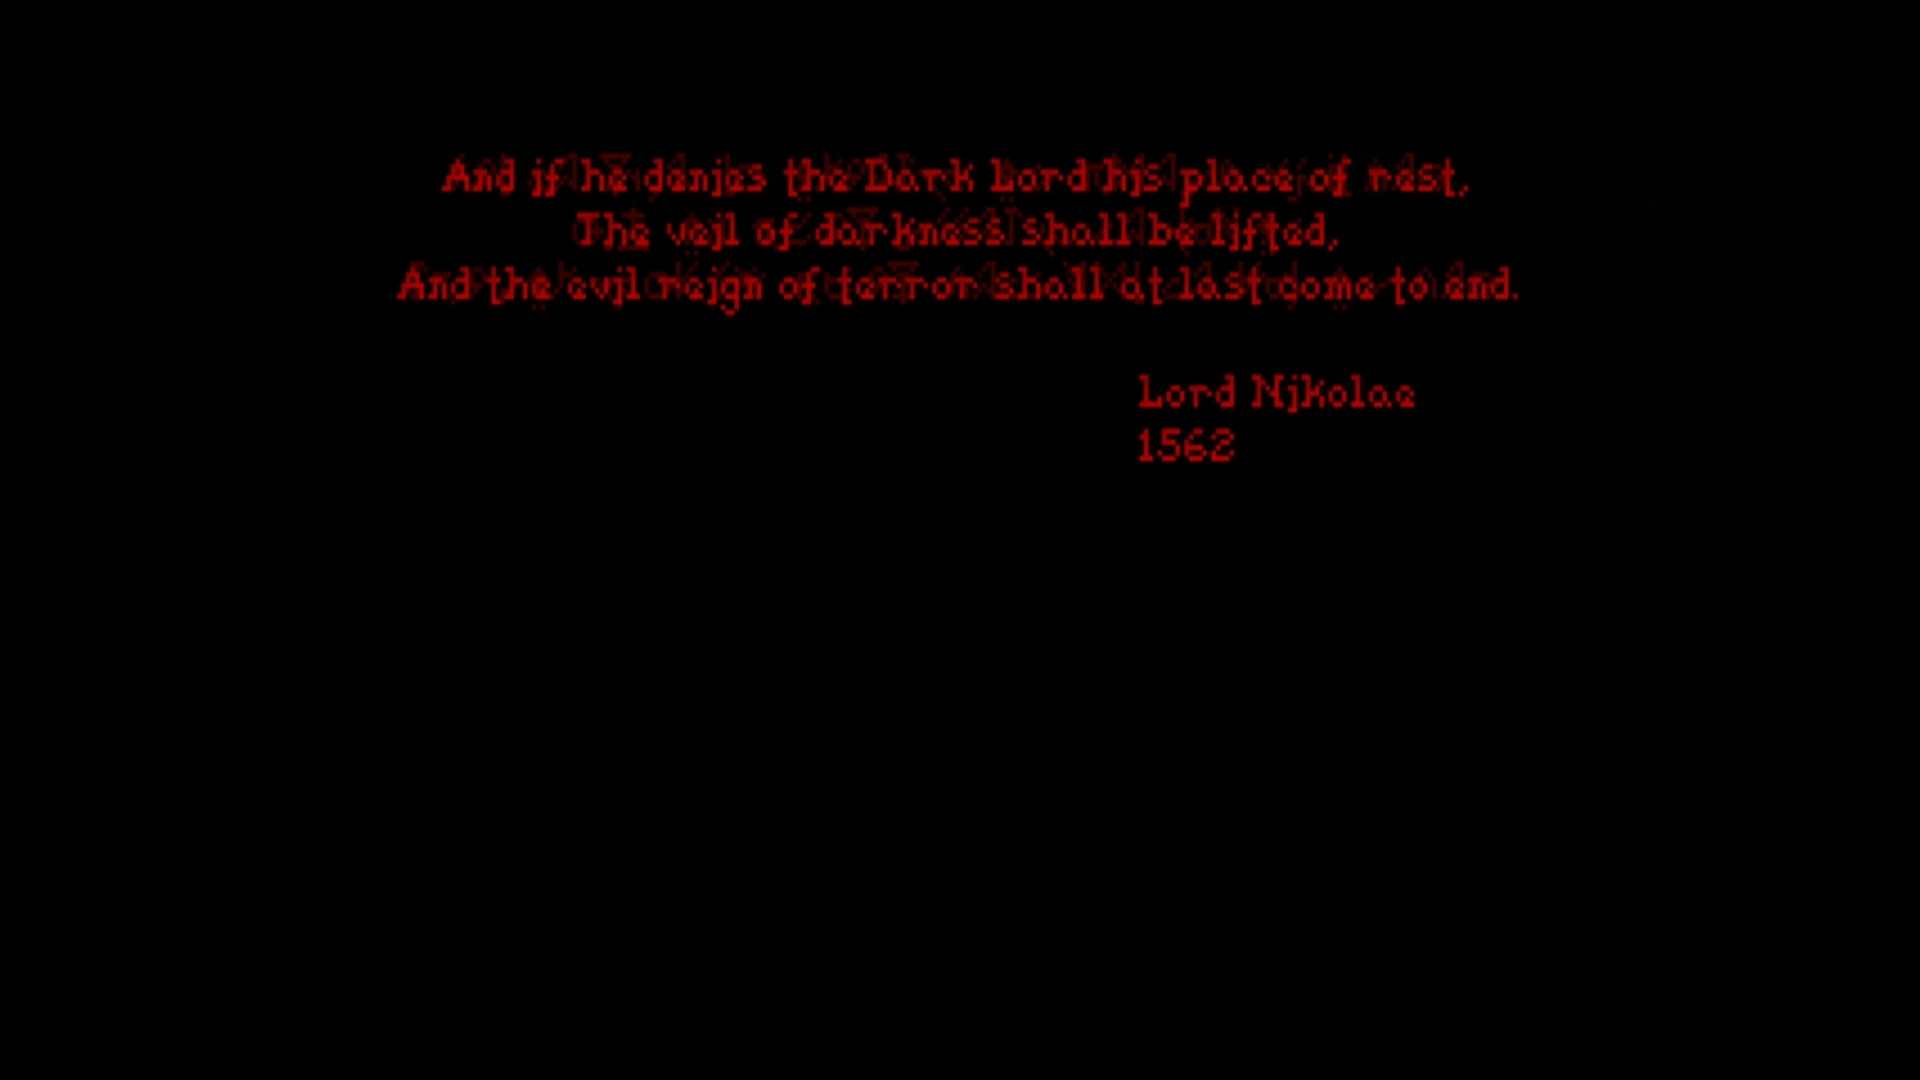 And if he denies the Dark Lord his place of rest,
The veil of darkness shall be lifted,
And the evil reign of terror shall at last come to end.
Lord Nikolae
1562